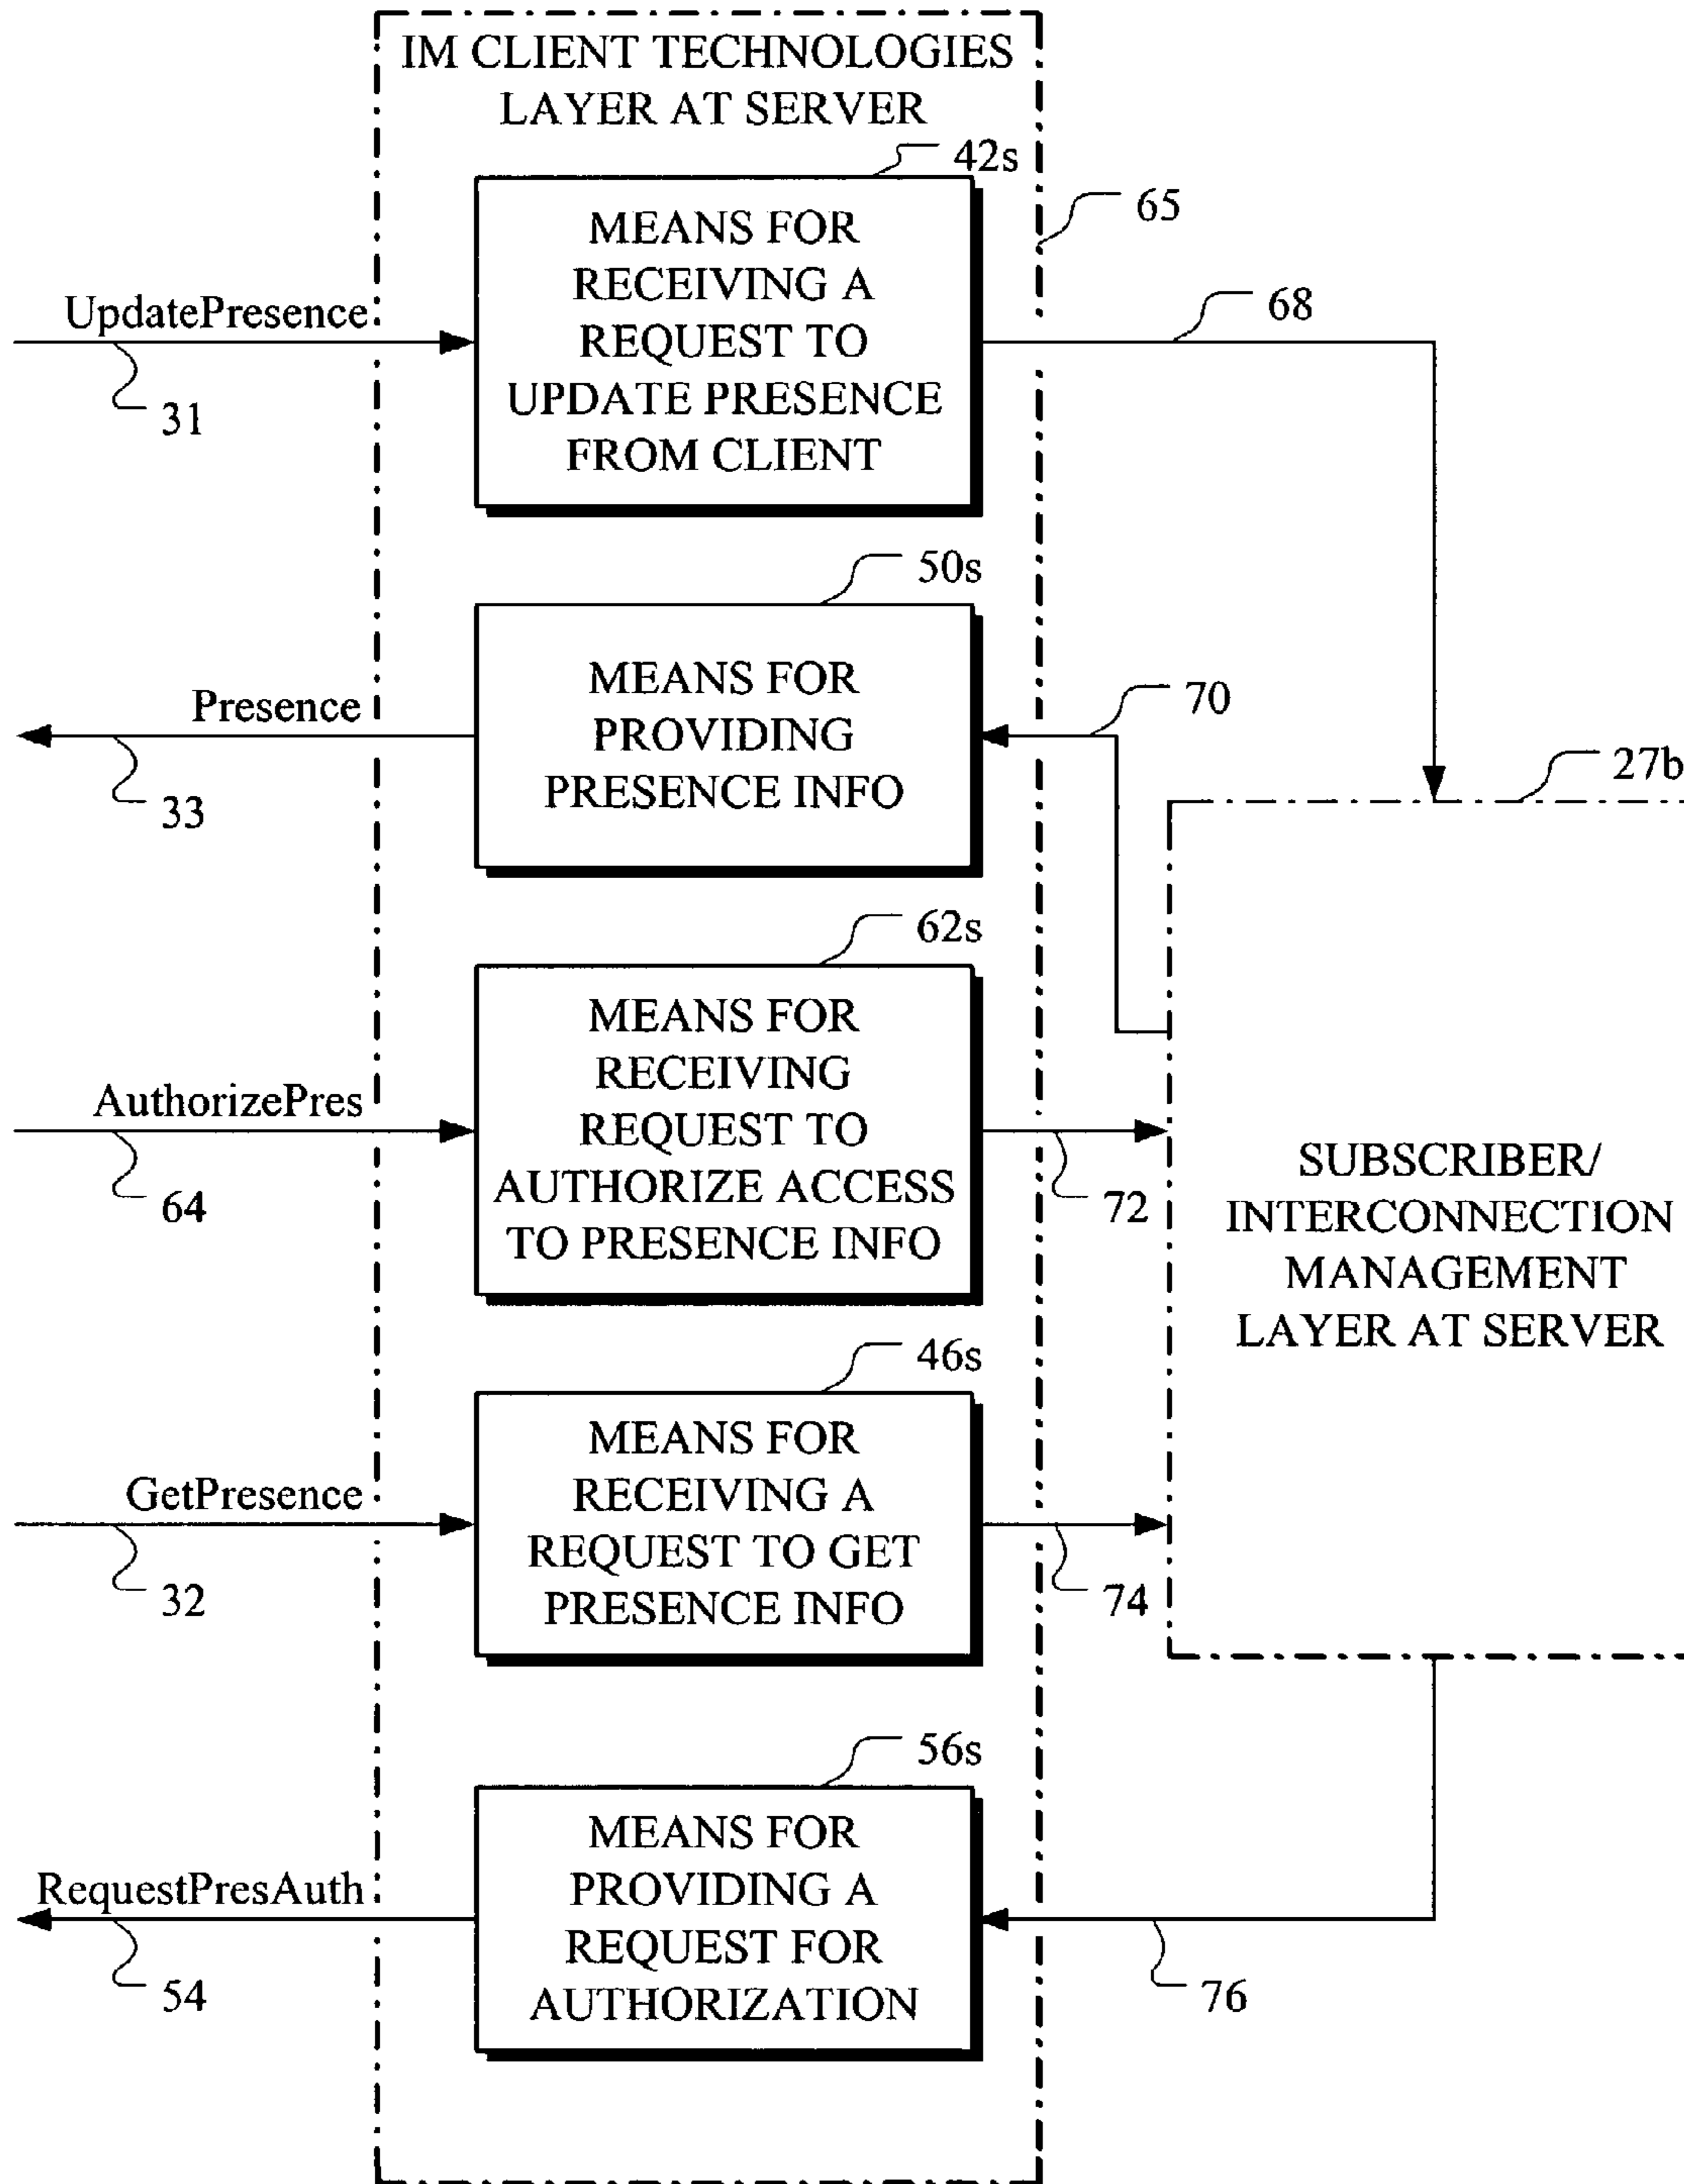 IM CLIENT TECHNOLOGIES
LAYER AT SERVER
42s
65
MEANS FOR
RECEIVING A
REQUEST TO
UPDATE PRESENCE
FROM CLIENT
UpdatePresence
31
68
50s
MEANS FOR
PROVIDING
PRESENCE INFO
Presence
33
70
27b
62s
MEANS FOR
RECEIVING
REQUEST TO
AUTHORIZE ACCESS
TO PRESENCE INFO
AuthorizePres
64
72
SUBSCRIBER/
INTERCONNECTION
MANAGEMENT
LAYER AT SERVER
46s
MEANS FOR
RECEIVING A
REQUEST TO GET
PRESENCE INFO
GetPresence
32
74
56s
MEANS FOR
PROVIDING A
REQUEST FOR
AUTHORIZATION
RequestPresAuth
54
76